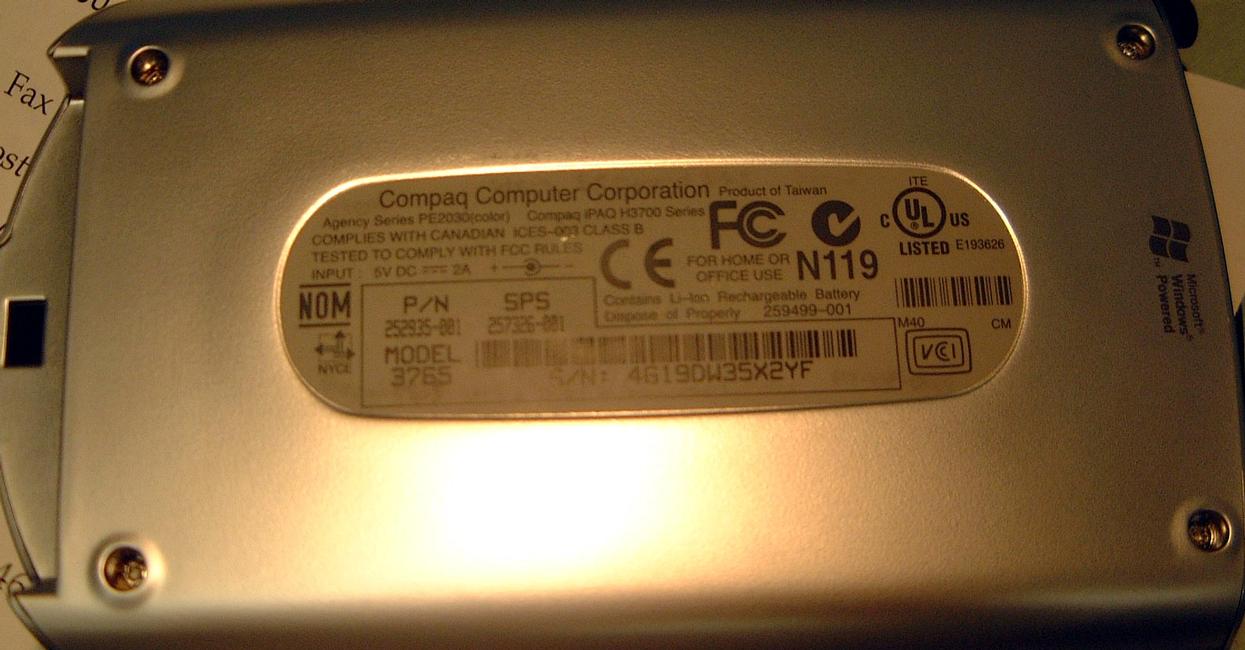 Fax
Compaq Computer Corporation Product of Taiwan
Agency Series PE2030(color) Compaq iPAQ H3700 Series
COMPLIES WITH CANADIAN ICES-003 CLASS B
TESTED TO COMPLY WITH FCC RULES
INPUT: 5V DC 2A + -
FC CE
FOR HOME OR
OFFICE USE
N119
ITE
C UL US
®
LISTED E193626
NOM
NYCE
P/N SPS
252935-001 257326-001
Contains Li-Ion Rechargeable Battery
Dispose of Properly 259499-001
MODEL
3765
S/N: 4G19DW35X2YF
M40 CM
VCCI
Microsoft®
Windows®
Powered
TM